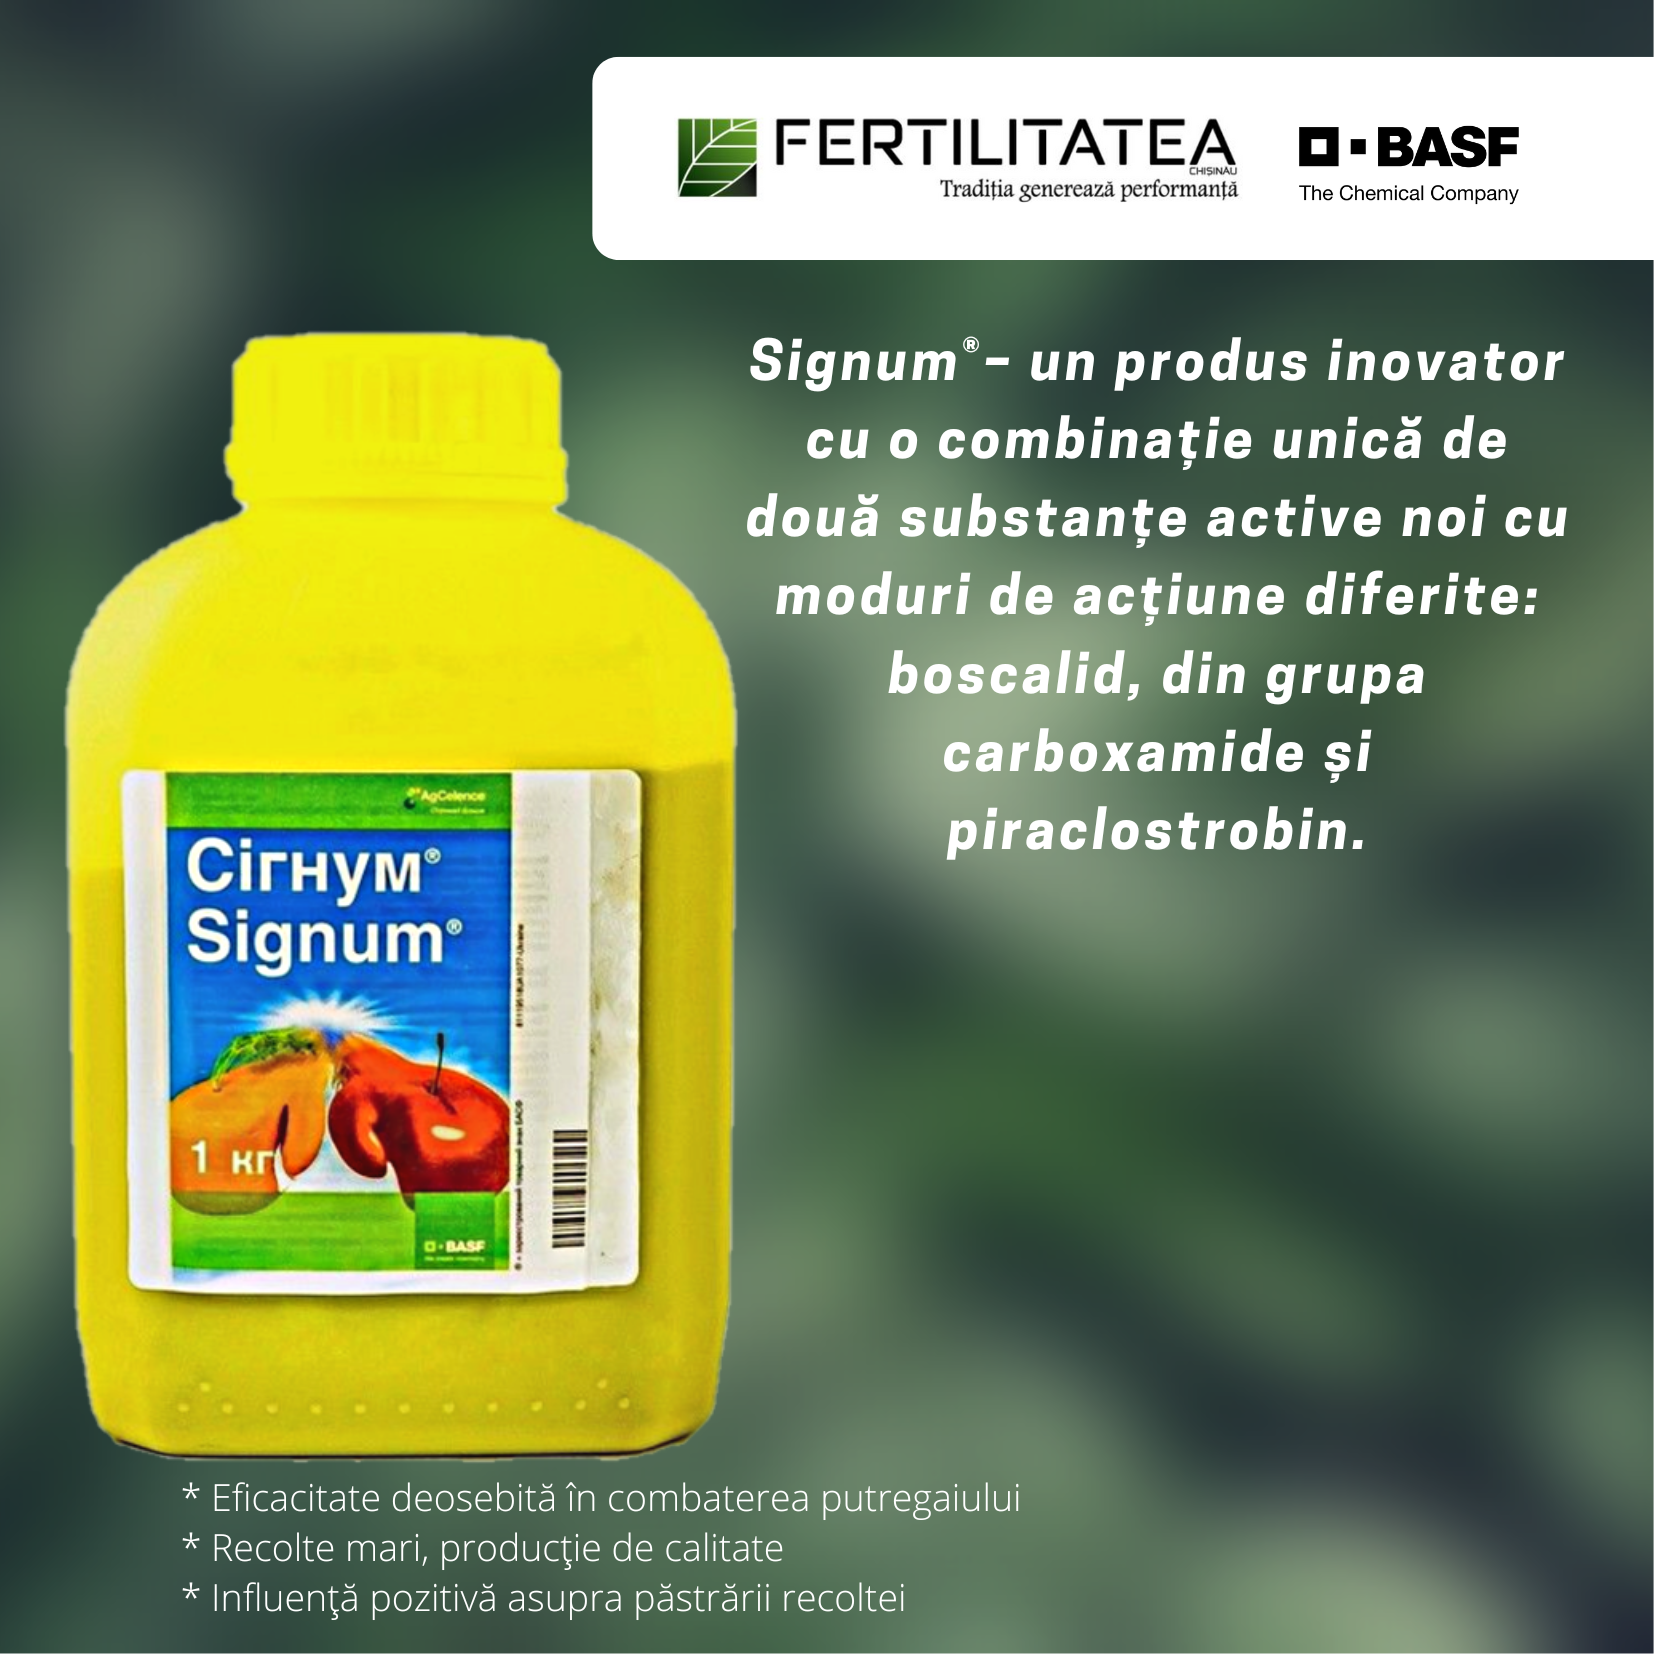 FERTILITATEA
CHIȘINĂU
Tradiția generează performanță
BASF
The Chemical Company
Signum®– un produs inovator
cu o combinație unică de
două substanțe active noi cu
moduri de acțiune diferite:
boscalid, din grupa
carboxamide și
piraclostrobin.
AgCelence
Сігнум®
Signum®
1 кг
BASF
* Eficacitate deosebită în combaterea putregaiului
* Recolte mari, producţie de calitate
* Influenţă pozitivă asupra păstrării recoltei